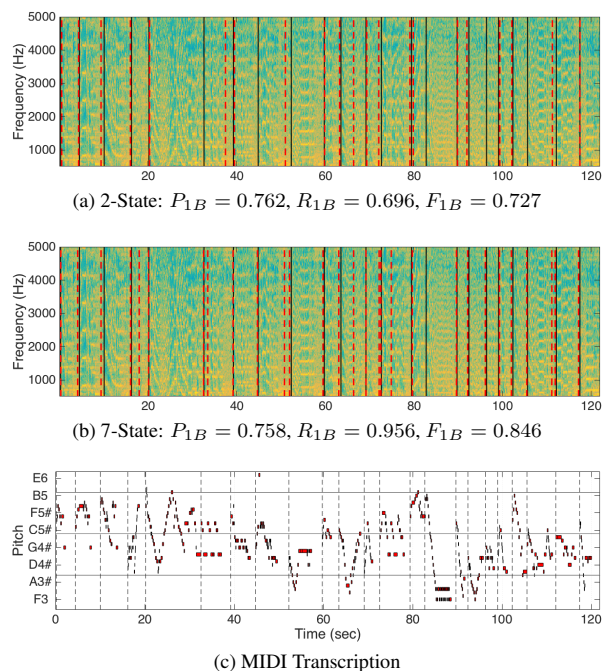 5000
4000
3000
2000
1000
Frequency (Hz)
20 40 60 80 100 120
(a) 2-State: P1B = 0.762, R1B = 0.696, F1B = 0.727
5000
4000
3000
2000
1000
Frequency (Hz)
0 20 40 60 80 100 120
(b) 7-State: P1B = 0.758, R1B = 0.956, F1B = 0.846
E6
B5
F5#
C5#
G4#
D4#
A3#
F3
Pitch
0 20 40 60 80 100 120
Time (sec)
(c) MIDI Transcription